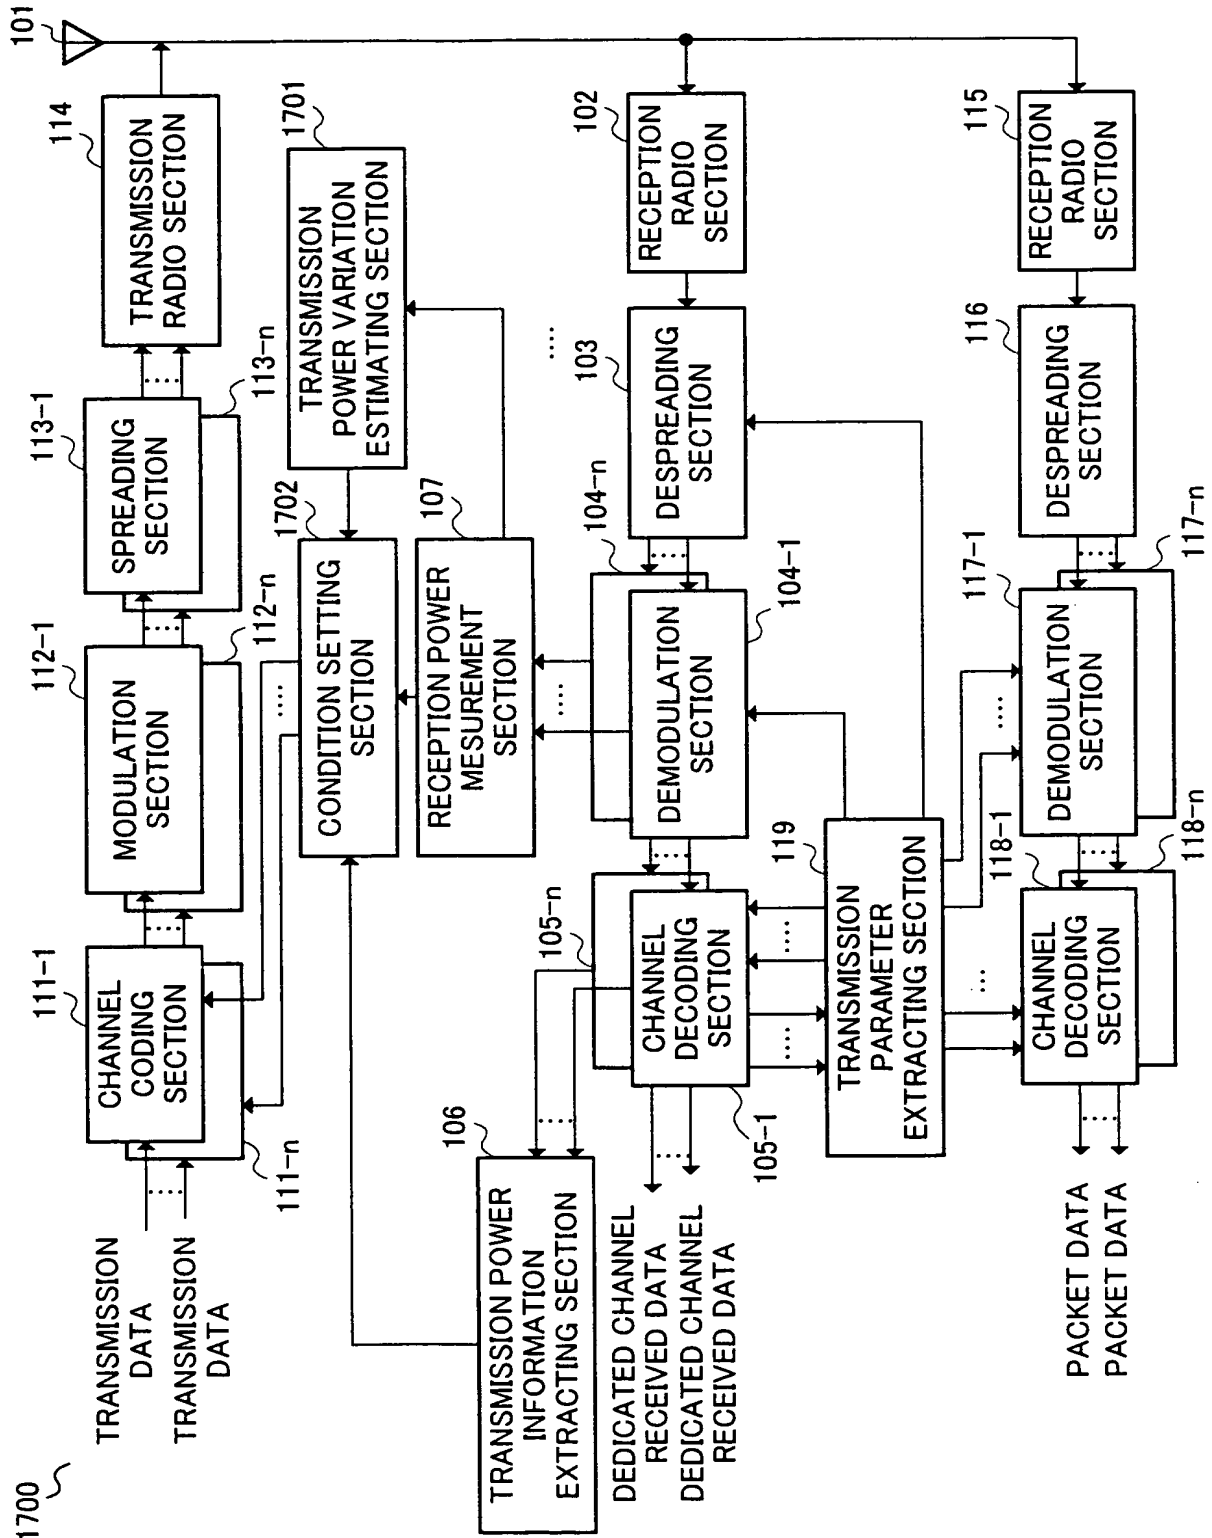 1700
TRANSMISSION
DATA
TRANSMISSION
DATA
111-1
CHANNEL
CODING
SECTION
111-n
112-1
MODULATION
SECTION
112-n
113-1
SPREADING
SECTION
113-n
114
TRANSMISSION
RADIO SECTION
101
1701
TRANSMISSION
POWER VARIATION
ESTIMATING SECTION
1702
CONDITION SETTING
SECTION
107
RECEPTION POWER
MESUREMENT
SECTION
106
TRANSMISSION POWER
INFORMATION
EXTRACTING SECTION
102
RECEPTION
RADIO
SECTION
103
DESPREADING
SECTION
104-n
104-1
DEMODULATION
SECTION
105-n
CHANNEL
DECODING
SECTION
105-1
DEDICATED CHANNEL
RECEIVED DATA
DEDICATED CHANNEL
RECEIVED DATA
119
TRANSMISSION
PARAMETER
EXTRACTING SECTION
115
RECEPTION
RADIO
SECTION
116
DESPREADING
SECTION
117-1
DEMODULATION
SECTION
117-n
118-1
CHANNEL
DECODING
SECTION
118-n
PACKET DATA
PACKET DATA